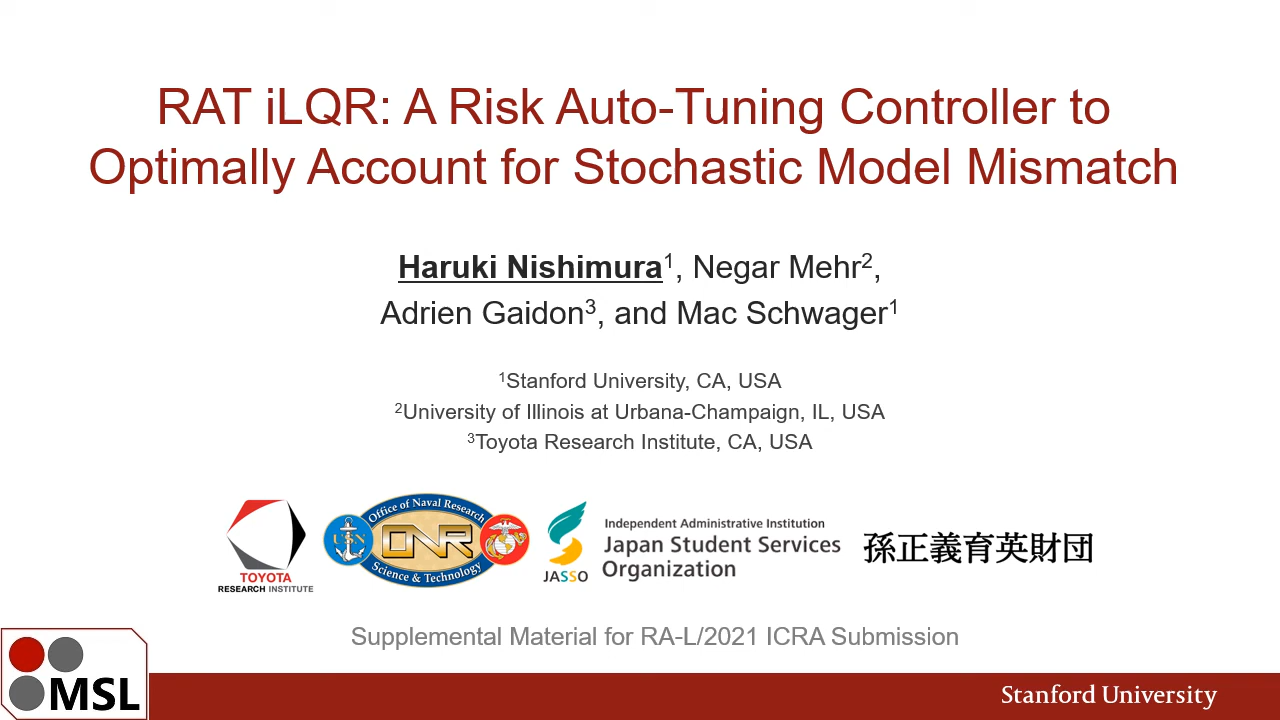 RAT iLQR: A Risk Auto-Tuning Controller to
Optimally Account for Stochastic Model Mismatch
Haruki Nishimura¹, Negar Mehr²,
Adrien Gaidon³, and Mac Schwager¹
¹Stanford University, CA, USA
²University of Illinois at Urbana-Champaign, IL, USA
³Toyota Research Institute, CA, USA
TOYOTA
RESEARCH INSTITUTE
Office of Naval Research
USN
ONR
Science & Technology
JASSO
Independent Administrative Institution
Japan Student Services
Organization
孫正義育英財団
Supplemental Material for RA-L/2021 ICRA Submission
MSL
Stanford University